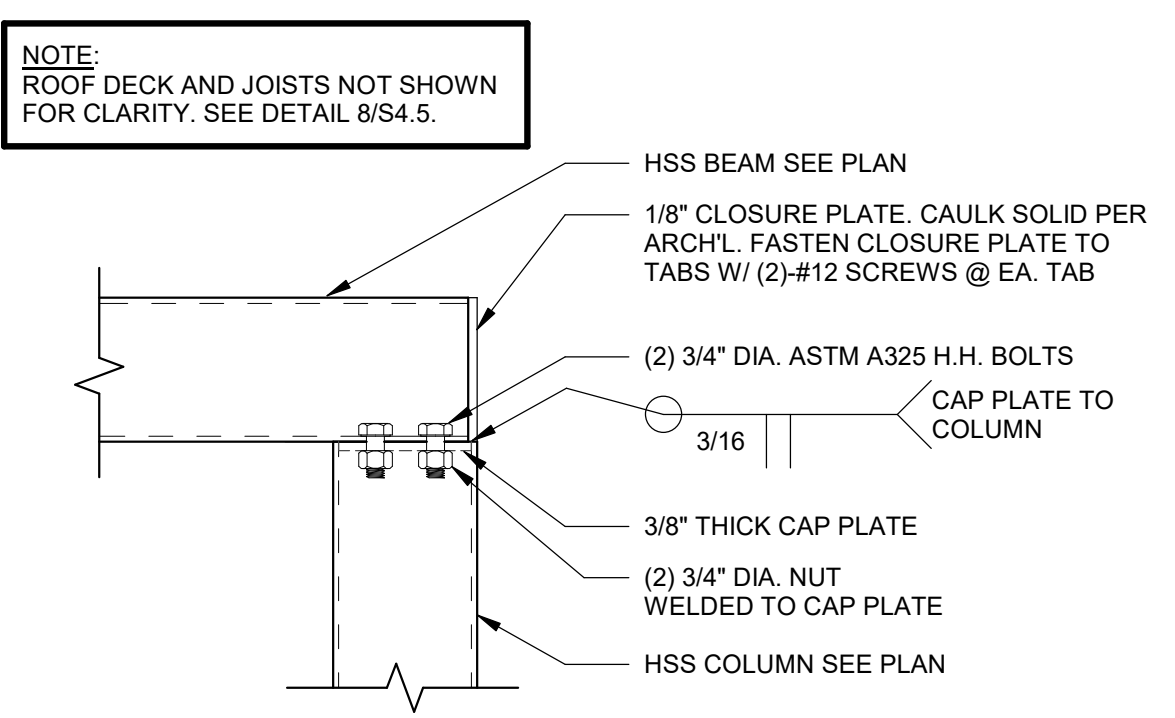 NOTE:
ROOF DECK AND JOISTS NOT SHOWN
FOR CLARITY. SEE DETAIL 8/S4.5.
HSS BEAM SEE PLAN
1/8" CLOSURE PLATE. CAULK SOLID PER
ARCH'L. FASTEN CLOSURE PLATE TO
TABS W/ (2)-#12 SCREWS @ EA. TAB
(2) 3/4" DIA. ASTM A325 H.H. BOLTS
CAP PLATE TO
COLUMN
3/16
3/8" THICK CAP PLATE
(2) 3/4" DIA. NUT
WELDED TO CAP PLATE
HSS COLUMN SEE PLAN